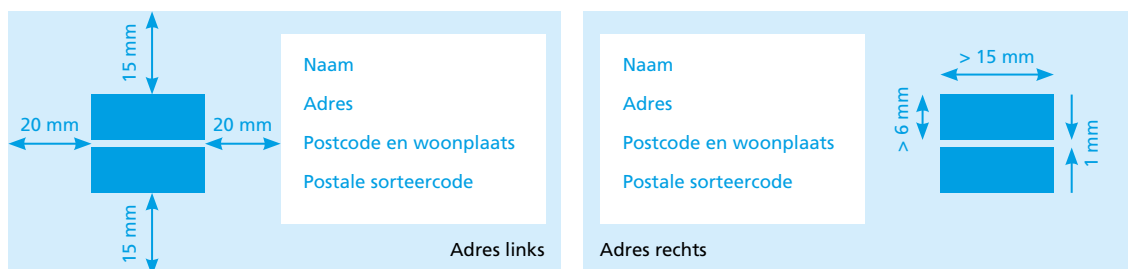 15 mm
20 mm
20 mm
15 mm
Naam
Adres
Postcode en woonplaats
Postale sorteercode
Adres links
Naam
Adres
Postcode en woonplaats
Postale sorteercode
Adres rechts
> 15 mm
> 6 mm
1 mm